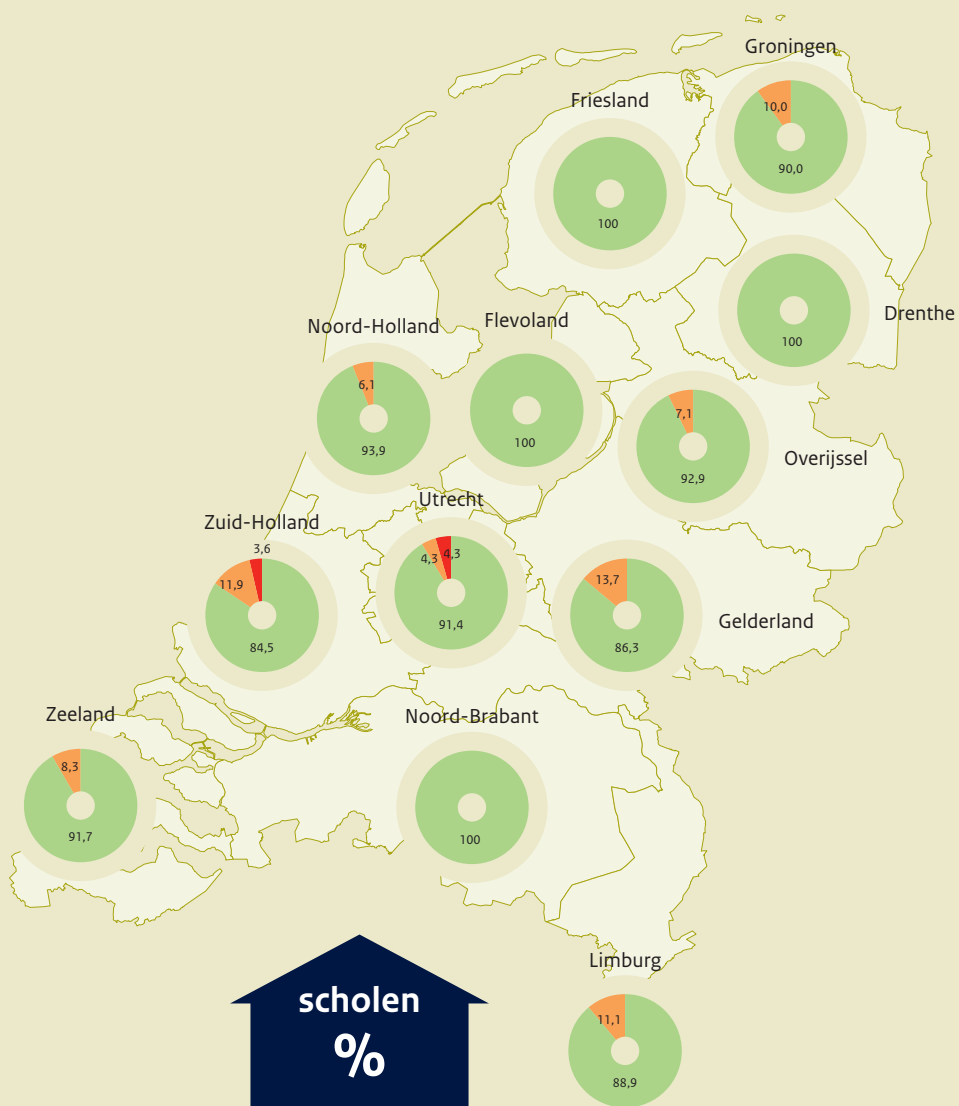 Groningen
10,0
90,0
Friesland
100
Drenthe
100
Noord-Holland
6,1
93,9
Flevoland
100
Overijssel
7,1
92,9
Utrecht
4,3
4,3
91,4
Zuid-Holland
3,6
11,9
84,5
Gelderland
13,7
86,3
Zeeland
8,3
91,7
Noord-Brabant
100
Limburg
11,1
88,9
scholen
%